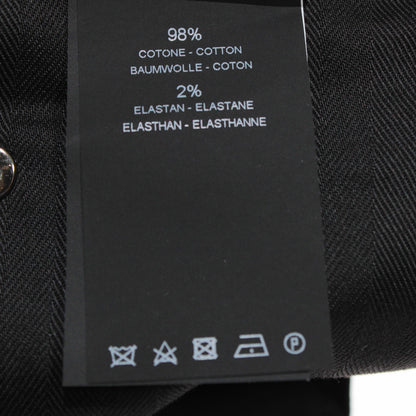 98%
COTONE - COTTON
BAUMWOLLE - COTON
2%
ELASTAN - ELASTANE
ELASTHAN - ELASTHANNE
P